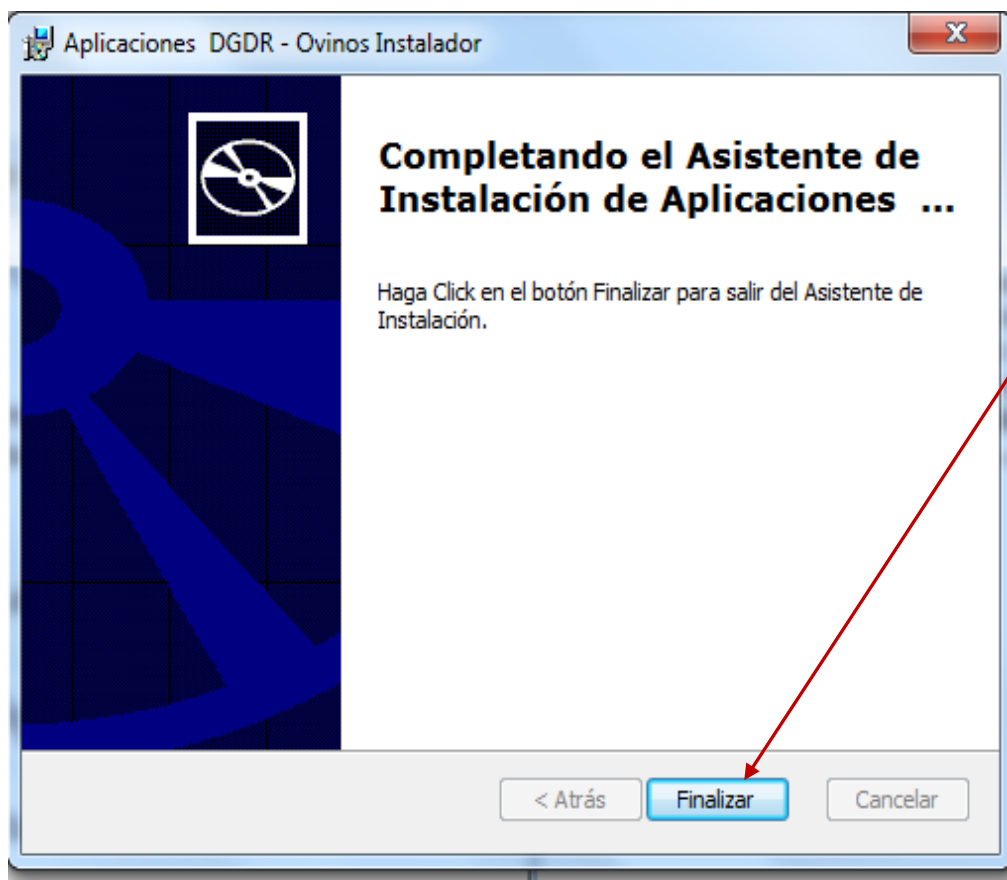 Aplicaciones  DGDR - Ovinos Instalador
x
Completando el Asistente de
Instalación de Aplicaciones  ...
Haga Click en el botón Finalizar para salir del Asistente de
Instalación.
< Atrás
Finalizar
Cancelar